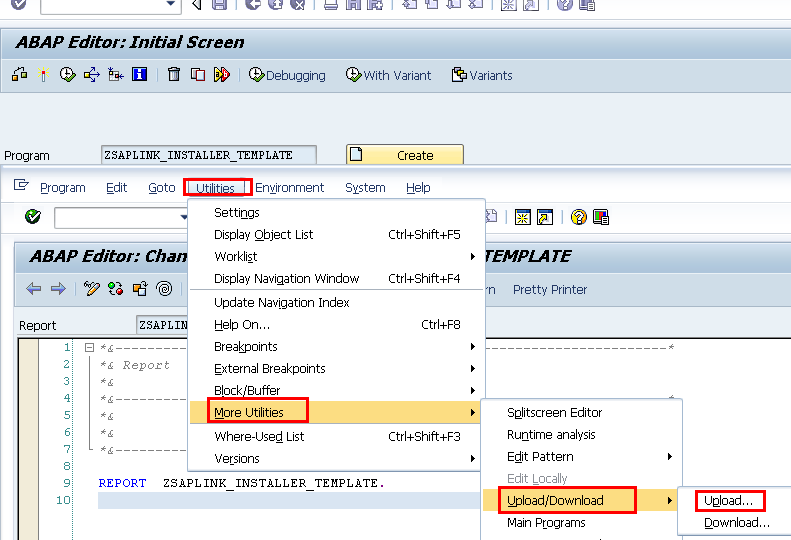 ABAP Editor: Initial Screen
Debugging With Variant Variants
Program ZSAPLINK_INSTALLER_TEMPLATE Create
Program Edit Goto Utilities Environment System Help
Settings
Display Object List Ctrl+Shift+F5
Worklist
Display Navigation Window Ctrl+Shift+F4
Update Navigation Index
Help On... Ctrl+F8
Breakpoints
External Breakpoints
Block/Buffer
More Utilities
Where-Used List Ctrl+Shift+F3
Versions
Splitscreen Editor
Runtime analysis
Edit Pattern
Edit Locally
Upload/Download
Main Programs
Upload...
Download...
ABAP Editor: Chan TEMPLATE
rn Pretty Printer
Report ZSAPLIN
1 *&----------------------------------*
2 *& Report
3 *&
4 *&----------------------------------*
5 *&
6 *&
7 *&----------------------------------*
8
9 REPORT ZSAPLINK_INSTALLER_TEMPLATE.
10